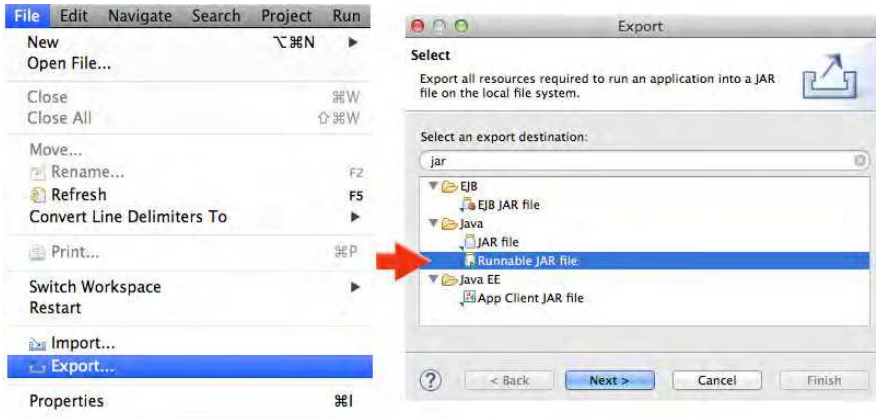 File Edit Navigate Search Project Run
New ⌥⌘N ▶
Open File...
Close ⌘W
Close All ⇧⌘W
Move...
Rename... F2
Refresh F5
Convert Line Delimiters To ▶
Print... ⌘P
Switch Workspace ▶
Restart
Import...
Export...
Properties ⌘I
Export
Select
Export all resources required to run an application into a JAR
file on the local file system.
Select an export destination:
jar
EJB
EJB JAR file
Java
JAR file
Runnable JAR file
Java EE
App Client JAR file
? < Back Next > Cancel Finish